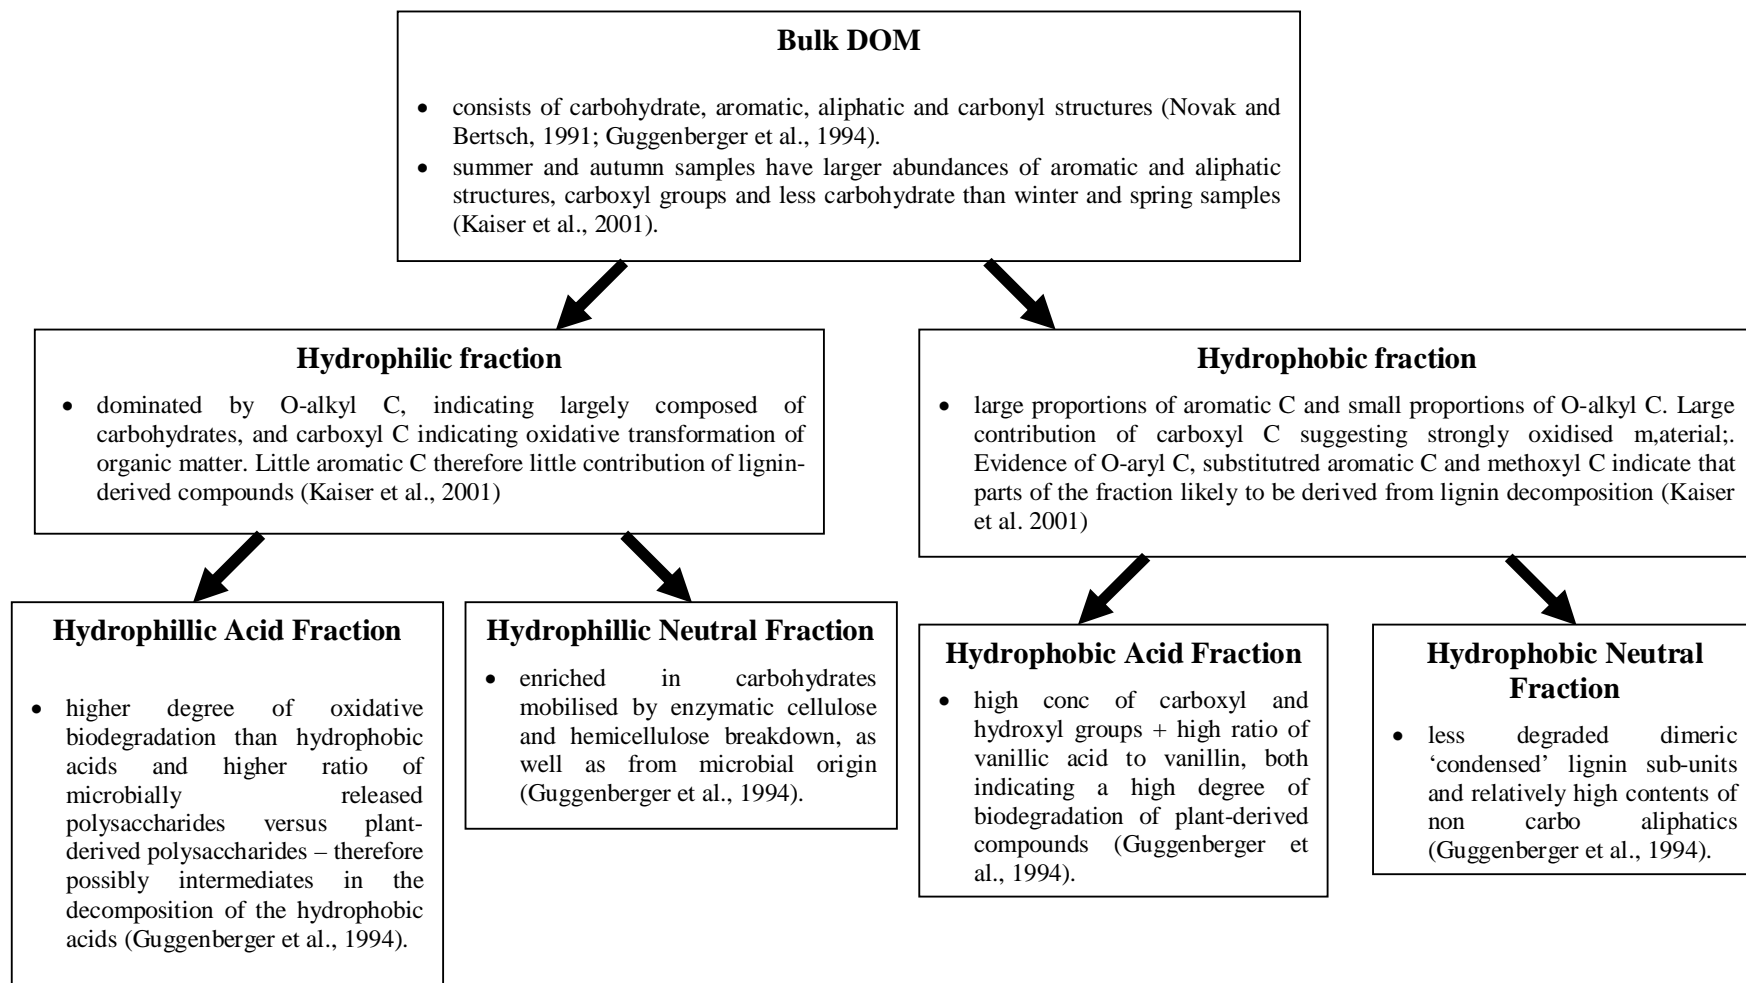 Bulk DOM
• consists of carbohydrate, aromatic, aliphatic and carbonyl structures (Novak and
Bertsch, 1991; Guggenberger et al., 1994).
• summer and autumn samples have larger abundances of aromatic and aliphatic
structures, carboxyl groups and less carbohydrate than winter and spring samples
(Kaiser et al., 2001).
Hydrophilic fraction
• dominated by O-alkyl C, indicating largely composed of
carbohydrates, and carboxyl C indicating oxidative transformation of
organic matter. Little aromatic C therefore little contribution of lignin-
derived compounds (Kaiser et al., 2001)
Hydrophobic fraction
• large proportions of aromatic C and small proportions of O-alkyl C. Large
contribution of carboxyl C suggesting strongly oxidised m,aterial;.
Evidence of O-aryl C, substitutred aromatic C and methoxyl C indicate that
parts of the fraction likely to be derived from lignin decomposition (Kaiser
et al. 2001)
Hydrophillic Acid Fraction
• higher degree of oxidative
biodegradation than hydrophobic
acids and higher ratio of
microbially released
polysaccharides versus plant-
derived polysaccharids – therefore
possibly intermediates in the
decomposition of the hydrophobic
acids (Guggenberger et al., 1994).
Hydrophillic Neutral Fraction
• enriched in carbohydrates
mobilised by enzymatic cellulose
and hemicellulose breakdown, as
well as from microbial origin
(Guggenberger et al., 1994).
Hydrophobic Acid Fraction
• high conc of carboxyl and
hydroxyl groups + high ratio of
vanillic acid to vanillin, both
indicating a high degree of
biodegradation of plant-derived
compounds (Guggenberger et
al., 1994).
Hydrophobic Neutral
Fraction
• less degraded dimeric
‘condensed’ lignin sub-units
and relatively high contents of
non carbo aliphatics
(Guggenberger et al., 1994).